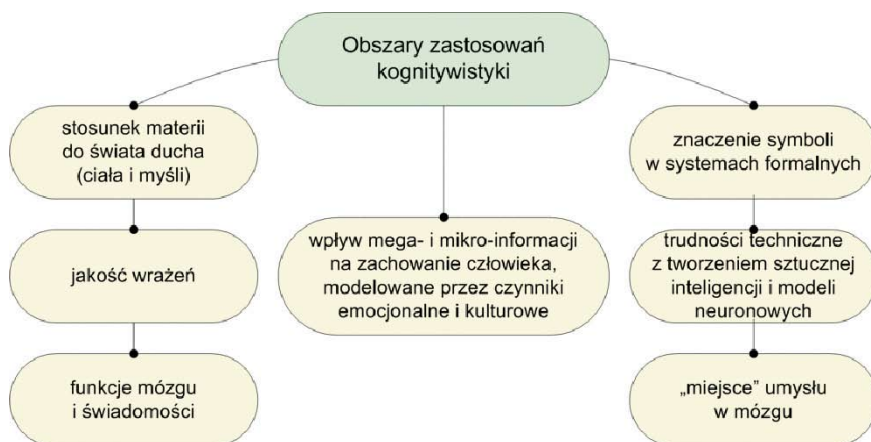 Obszary zastosowań
kognitywistyki
stosunek materii
do świata ducha
(ciała i myśli)
jakość wrażeń
funkcje mózgu
i świadomości
wpływ mega- i mikro-informacji
na zachowanie człowieka,
modelowane przez czynniki
emocjonalne i kulturowe
znaczenie symboli
w systemach formalnych
trudności techniczne
z tworzeniem sztucznej
inteligencji i modeli
neuronowych
„miejsce” umysłu
w mózgu